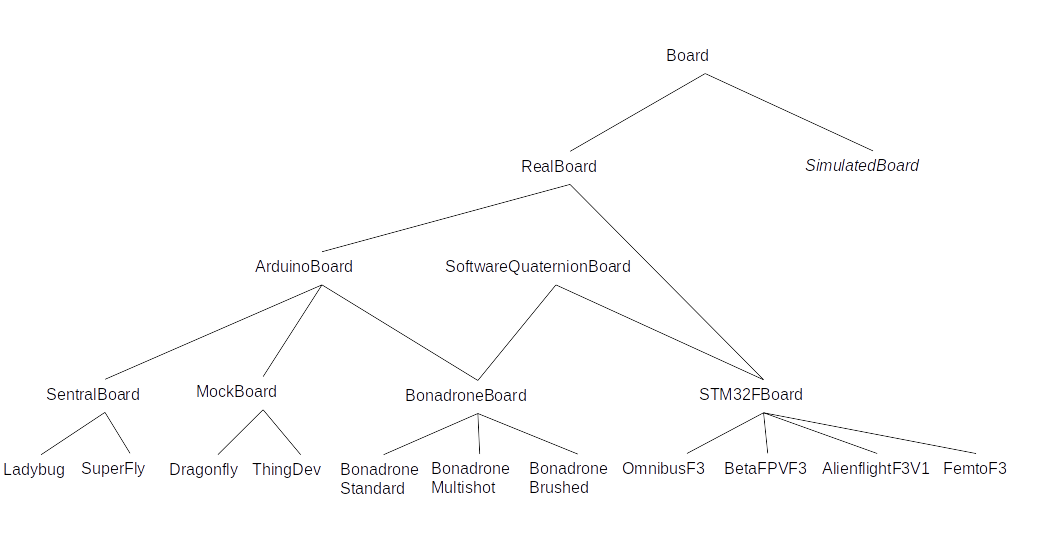 Board
RealBoard
SimulatedBoard
ArduinoBoard
SoftwareQuaternionBoard
SentralBoard
MockBoard
BonadroneBoard
STM32FBoard
Ladybug
SuperFly
Dragonfly
ThingDev
Bonadrone
Standard
Bonadrone
Multishot
Bonadrone
Brushed
OmnibusF3
BetaFPVF3
AlienflightF3V1
FemtoF3